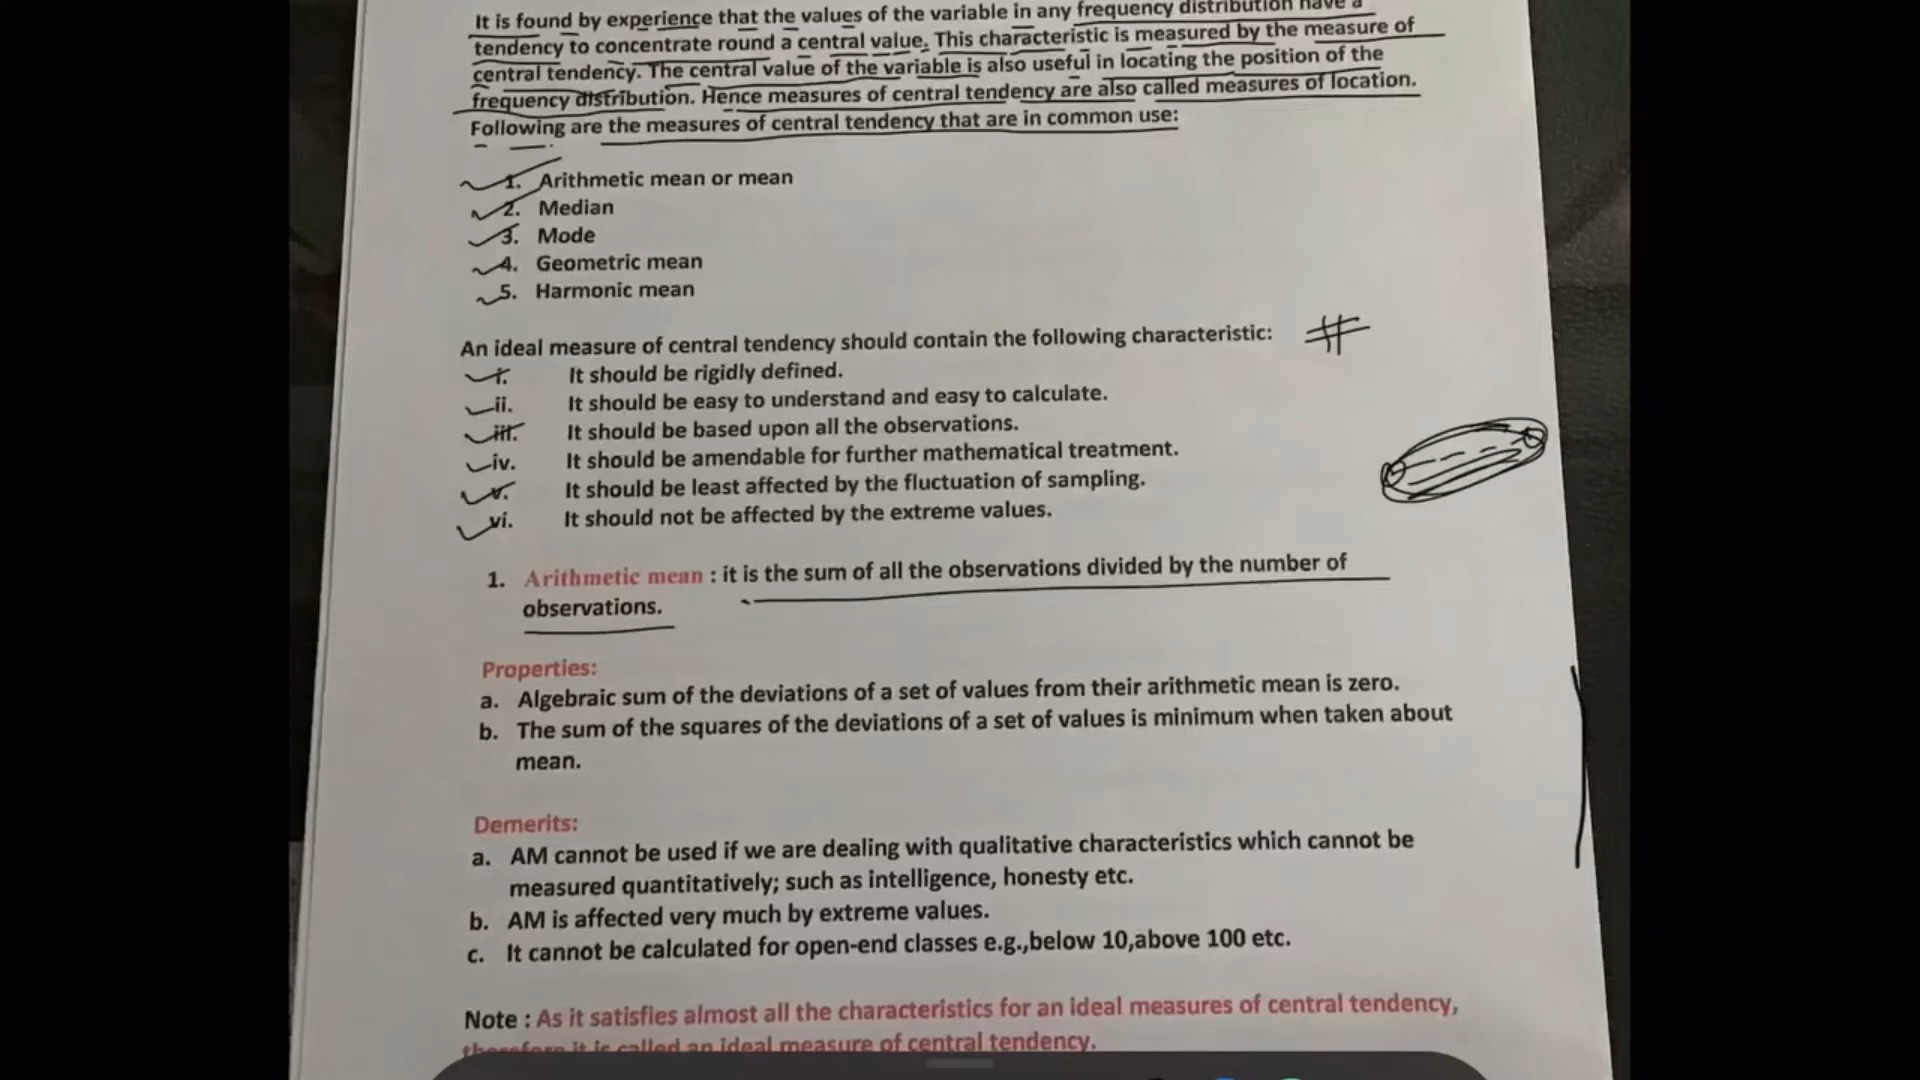 It is found by experience that the values of the variable in any frequency distribution have a
tendency to concentrate round a central value. This characteristic is measured by the measure of
central tendency. The central value of the variable is also useful in locating the position of the
frequency distribution. Hence measures of central tendency are also called measures of location.
Following are the measures of central tendency that are in common use:
1. Arithmetic mean or mean
2. Median
3. Mode
4. Geometric mean
5. Harmonic mean
An ideal measure of central tendency should contain the following characteristic: #
i. It should be rigidly defined.
ii. It should be easy to understand and easy to calculate.
iii. It should be based upon all the observations.
iv. It should be amendable for further mathematical treatment.
v. It should be least affected by the fluctuation of sampling.
vi. It should not be affected by the extreme values.
1. Arithmetic mean : it is the sum of all the observations divided by the number of
observations.
Properties:
a. Algebraic sum of the deviations of a set of values from their arithmetic mean is zero.
b. The sum of the squares of the deviations of a set of values is minimum when taken about
mean.
Demerits:
a. AM cannot be used if we are dealing with qualitative characteristics which cannot be
measured quantitatively; such as intelligence, honesty etc.
b. AM is affected very much by extreme values.
c. It cannot be calculated for open-end classes e.g.,below 10,above 100 etc.
Note : As it satisfies almost all the characteristics for an ideal measures of central tendency,
therefore it is called an ideal measure of central tendency.